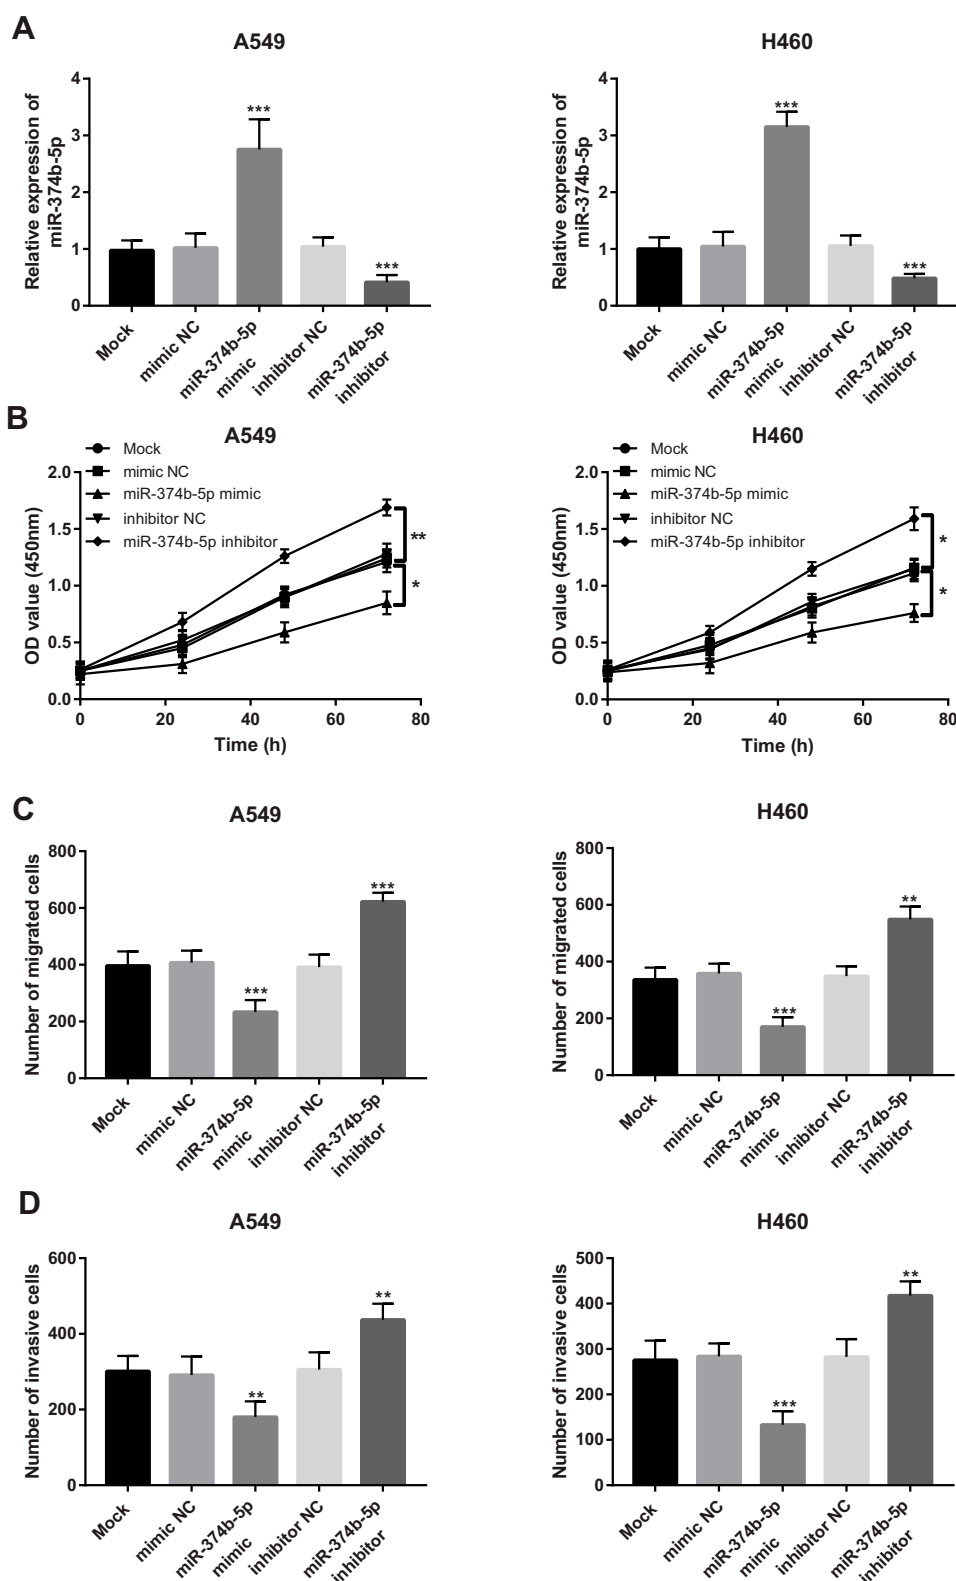 A
A549
Relative expression of
miR-374b-5p
4
3
2
1
0
***
***
Mock
mimic NC
miR-374b-5p
mimic
inhibitor NC
miR-374b-5p
inhibitor
H460
Relative expression of
miR-374b-5p
4
3
2
1
0
***
***
Mock
mimic NC
miR-374b-5p
mimic
inhibitor NC
miR-374b-5p
inhibitor
B
A549
Mock
mimic NC
miR-374b-5p mimic
inhibitor NC
miR-374b-5p inhibitor
OD value (450nm)
2.0
1.5
1.0
0.5
0.0
**
*
0 20 40 60 80
Time (h)
H460
Mock
mimic NC
miR-374b-5p mimic
inhibitor NC
miR-374b-5p inhibitor
OD value (450nm)
2.0
1.5
1.0
0.5
0.0
*
*
0 20 40 60 80
Time (h)
C
A549
Number of migrated cells
800
600
400
200
0
***
***
Mock
mimic NC
miR-374b-5p
mimic
inhibitor NC
miR-374b-5p
inhibitor
H460
Number of migrated cells
800
600
400
200
0
***
**
Mock
mimic NC
miR-374b-5p
mimic
inhibitor NC
miR-374b-5p
inhibitor
D
A549
Number of invasive cells
600
400
200
0
**
**
Mock
mimic NC
miR-374b-5p
mimic
inhibitor NC
miR-374b-5p
inhibitor
H460
Number of invasive cells
500
400
300
200
100
0
***
**
Mock
mimic NC
miR-374b-5p
mimic
inhibitor NC
miR-374b-5p
inhibitor